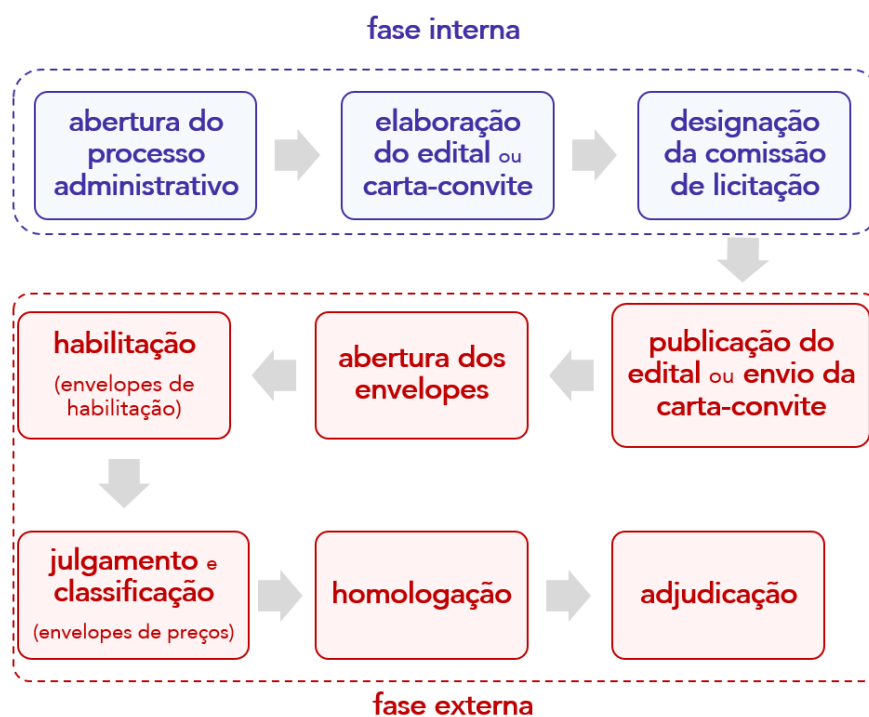 fase interna
abertura do
processo
administrativo
elaboração
do edital ou
carta-convite
designação
da comissão
de licitação
publicação do
edital ou envio da
carta-convite
abertura dos
envelopes
habilitação
(envelopes de
habilitação)
julgamento e
classificação
(envelopes de preços)
homologação
adjudicação
fase externa